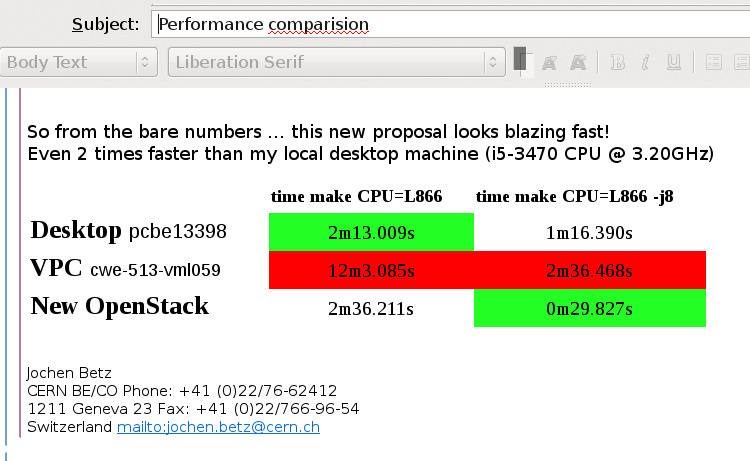 Subject: Performance comparision
Body Text Liberation Serif A A B i U
So from the bare numbers ... this new proposal looks blazing fast!
Even 2 times faster than my local desktop machine (i5-3470 CPU @ 3.20GHz)
time make CPU=L866 time make CPU=L866 -j8
Desktop pcbe13398 2m13.009s 1m16.390s
VPC cwe-513-vml059 12m3.085s 2m36.468s
New OpenStack 2m36.211s 0m29.827s
Jochen Betz
CERN BE/CO Phone: +41 (0)22/76-62412
1211 Geneva 23 Fax: +41 (0)22/766-96-54
Switzerland mailto:jochen.betz@cern.ch